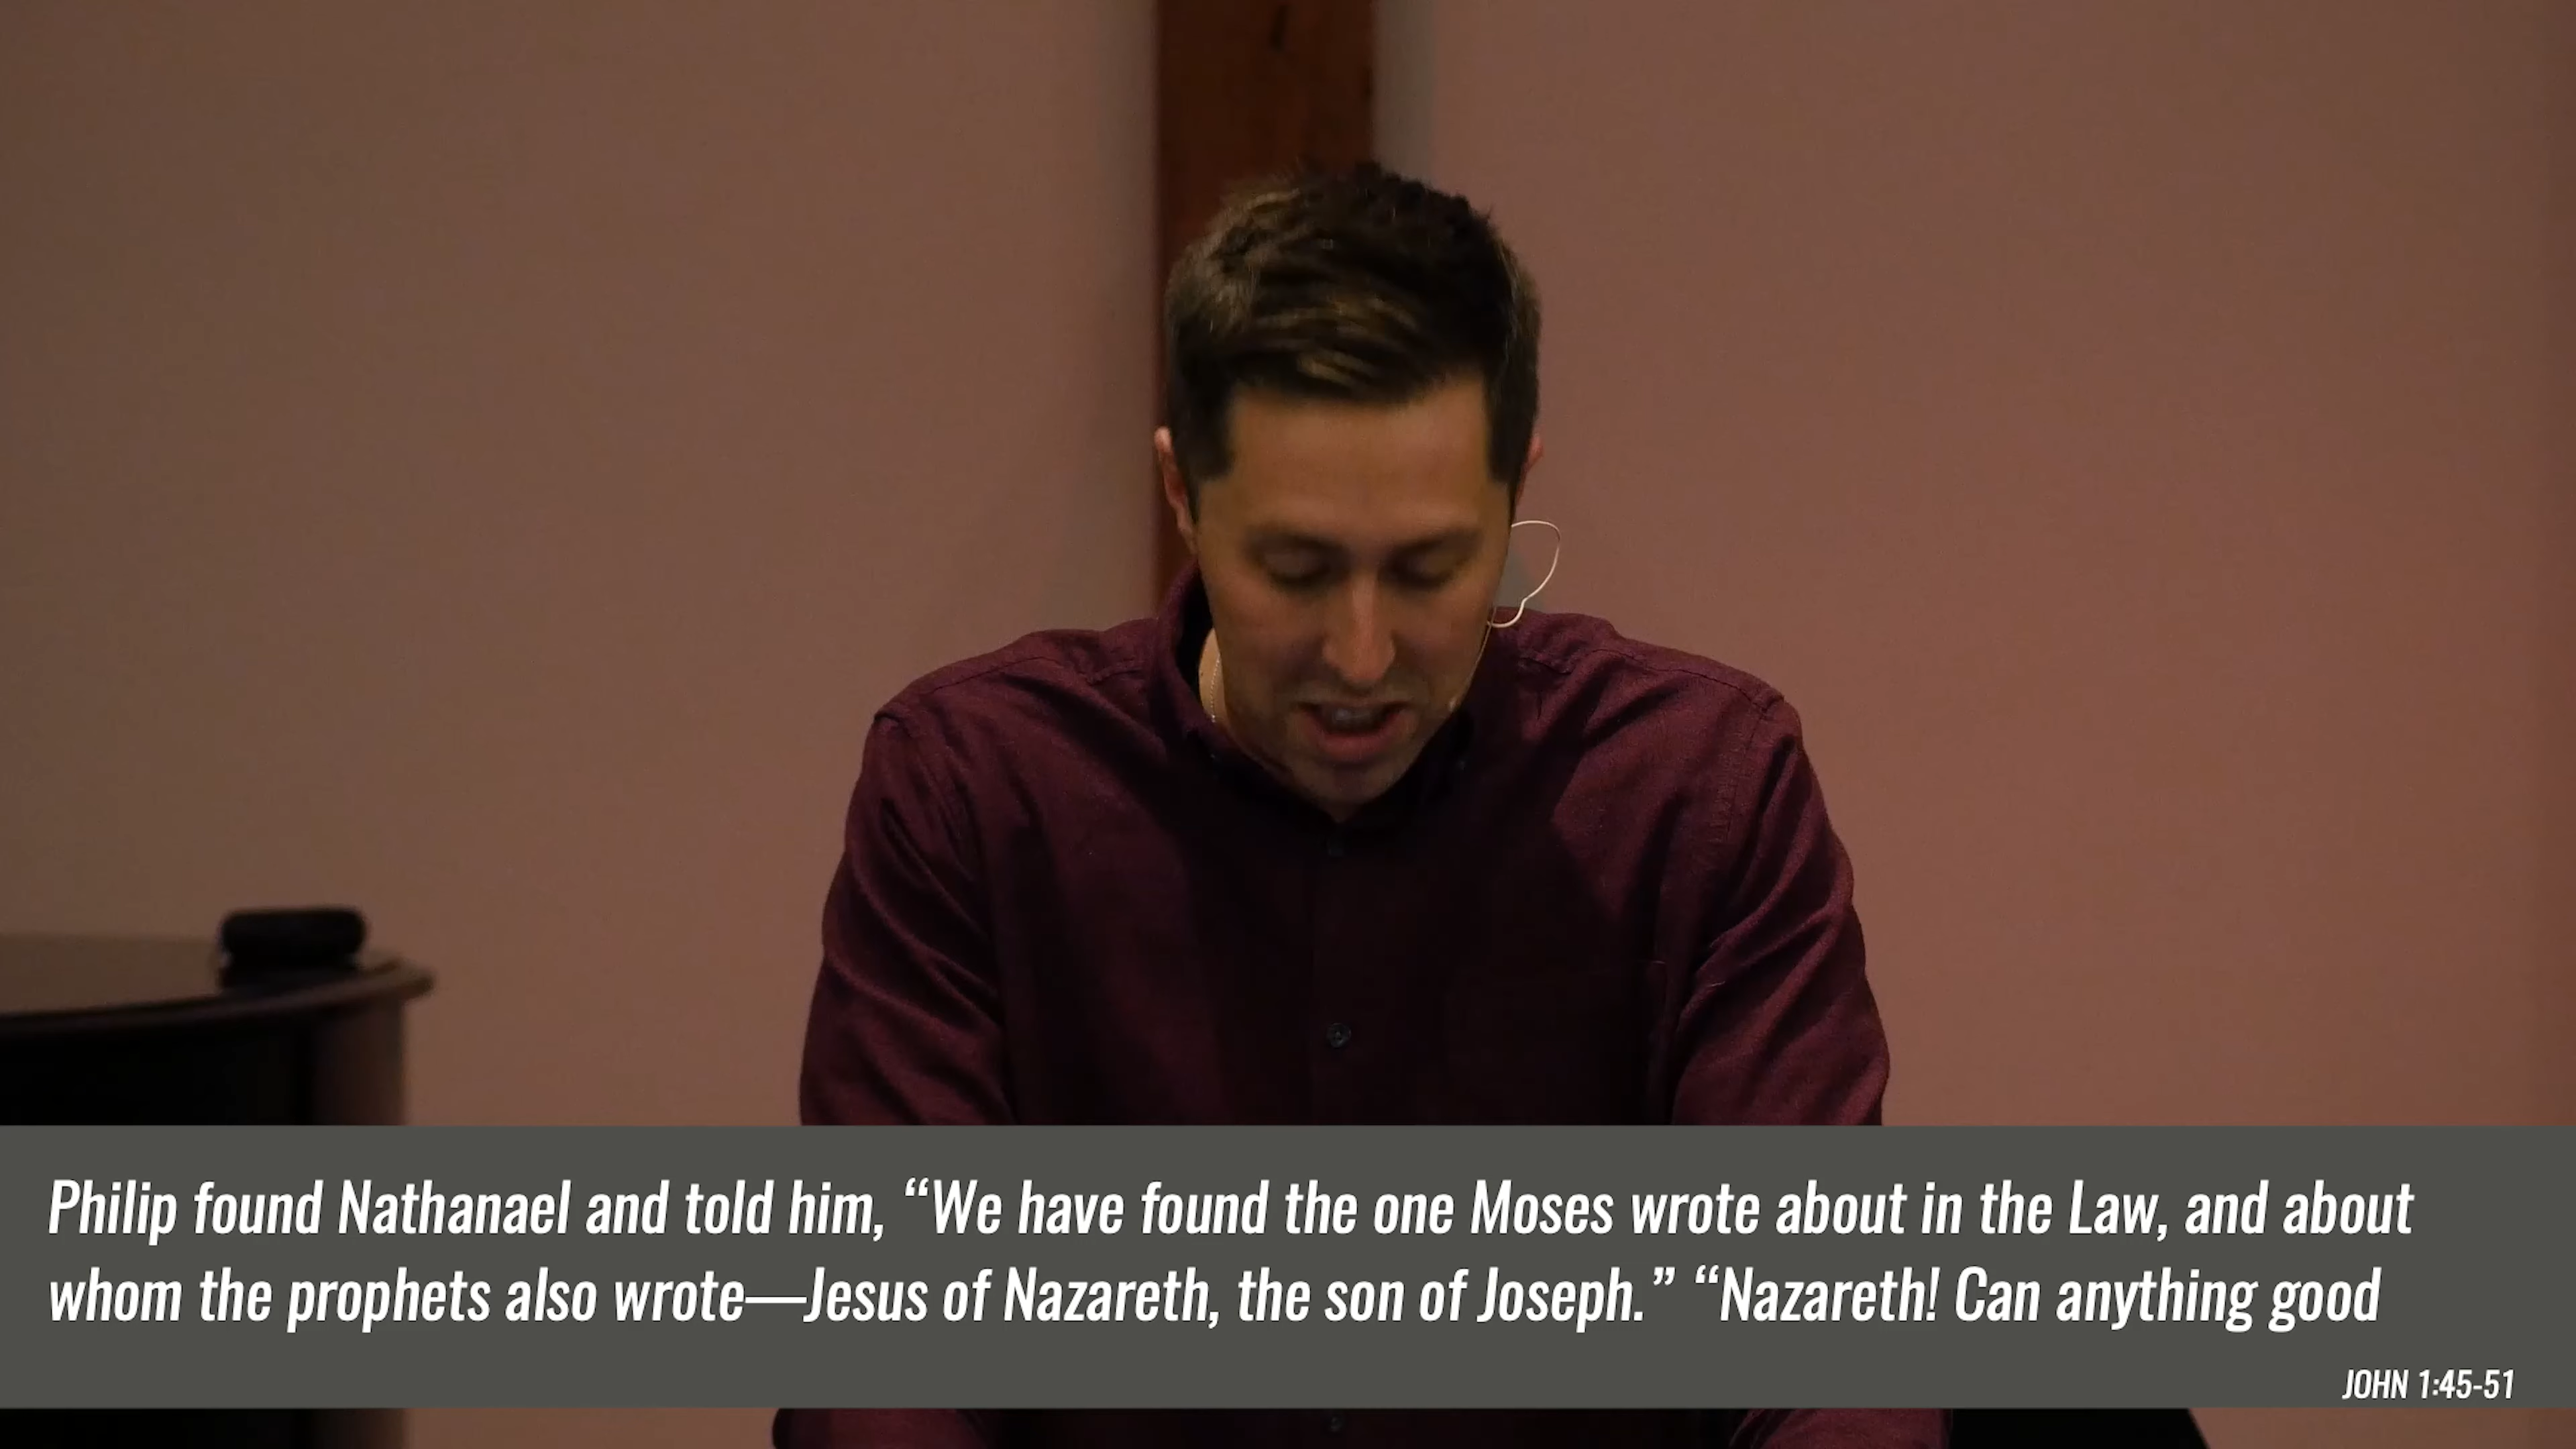 Philip found Nathanael and told him, “We have found the one Moses wrote about in the Law, and about
whom the prophets also wrote—Jesus of Nazareth, the son of Joseph.” “Nazareth! Can anything good
JOHN 1:45-51